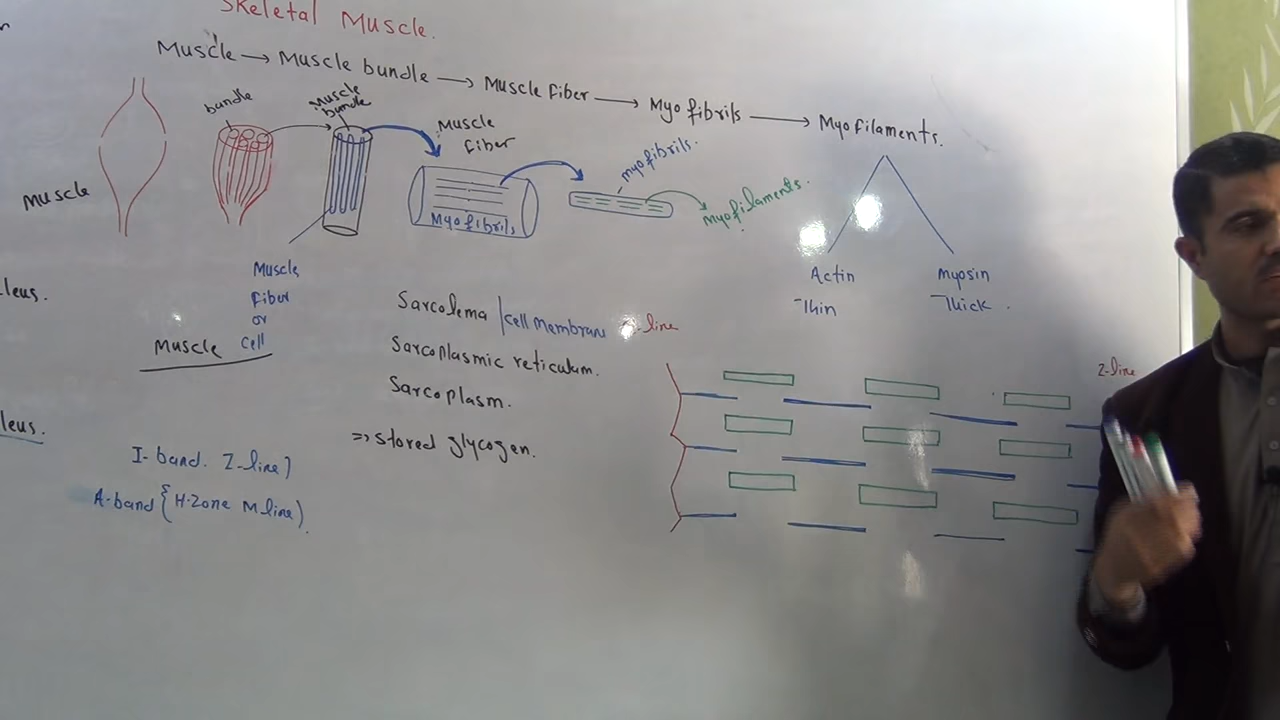 Skeletal Muscle.
Muscle → Muscle bundle → Muscle Fiber → Myo fibrils → Myofilaments.
bundle
Muscle bundle
Muscle fiber
myofibrils.
Muscle
Myo fibrils
myofilaments.
Muscle Fiber or Cell
Actin
Thin
Myosin
Thick.
leus.
Muscle
Sarcolema / Cell Membrane
-line
Sarcoplasmic reticulum.
Z-line
Sarcoplasm.
leus.
⇒ stored glycogen.
I-band. Z-line)
A-band { H-Zone M line).